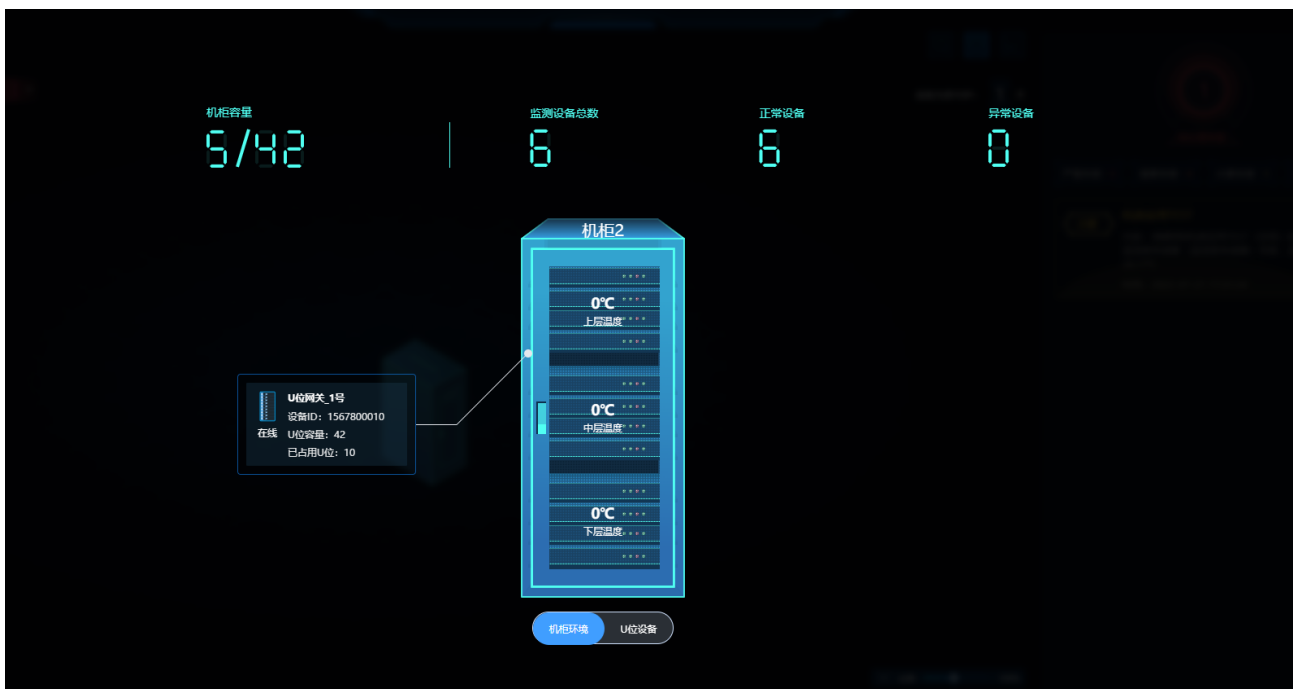 机柜容量
5/42
监测设备总数
6
正常设备
6
异常设备
0
机柜2
0℃
上层温度
0℃
中层温度
0℃
下层温度
U位网关_1号
设备ID：1567800010
在线
U位容量：42
已占用U位：10
机柜环境
U位设备